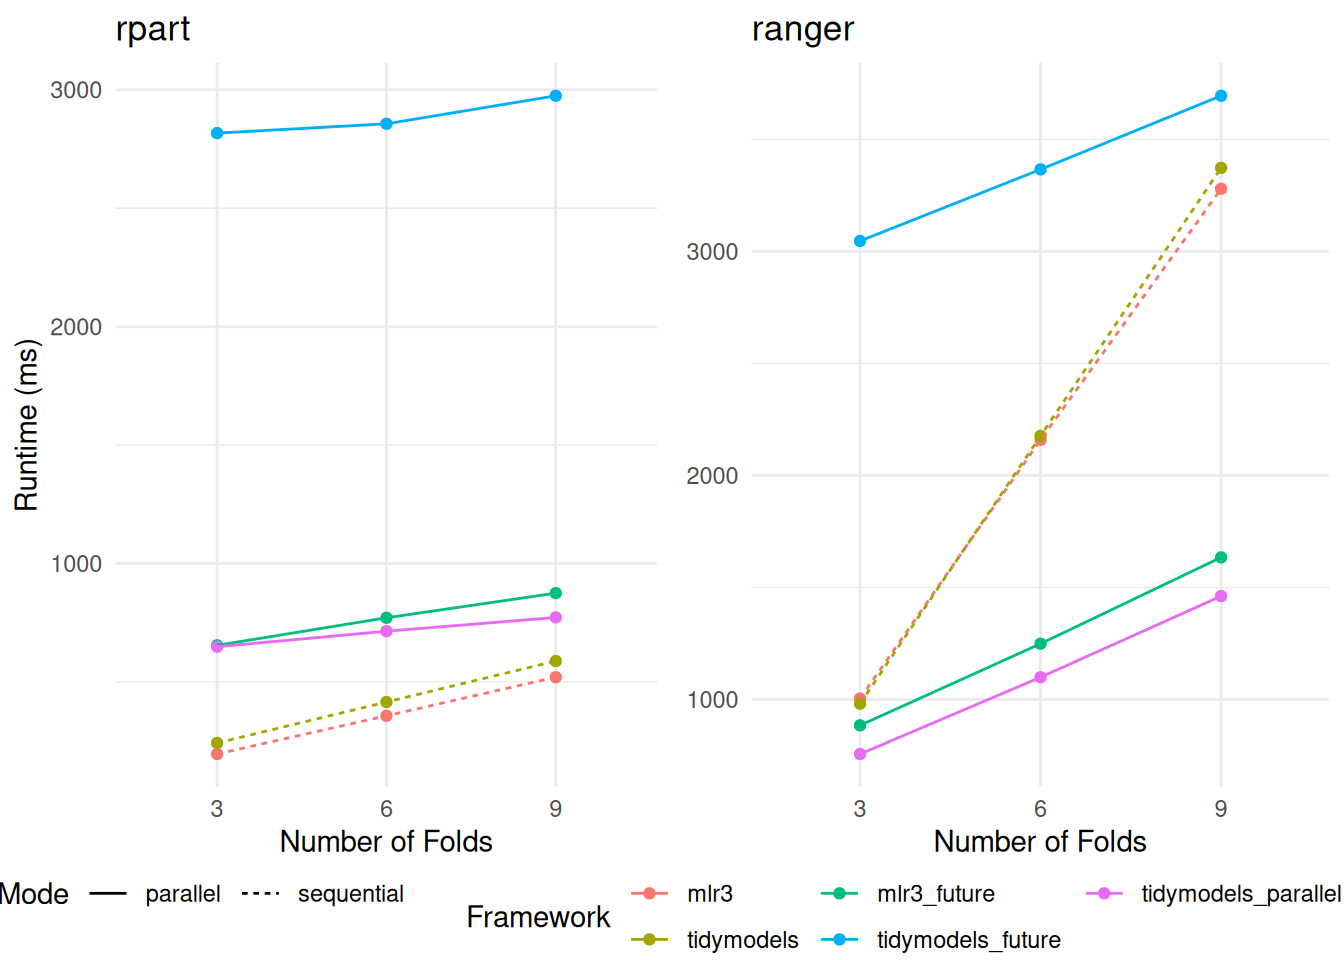 rpart
ranger
Runtime (ms)
3000
2000
1000
3 6 9
Number of Folds
3000
2000
1000
3 6 9
Number of Folds
Mode parallel sequential
Framework mlr3 mlr3_future tidymodels_parallel
tidymodels tidymodels_future